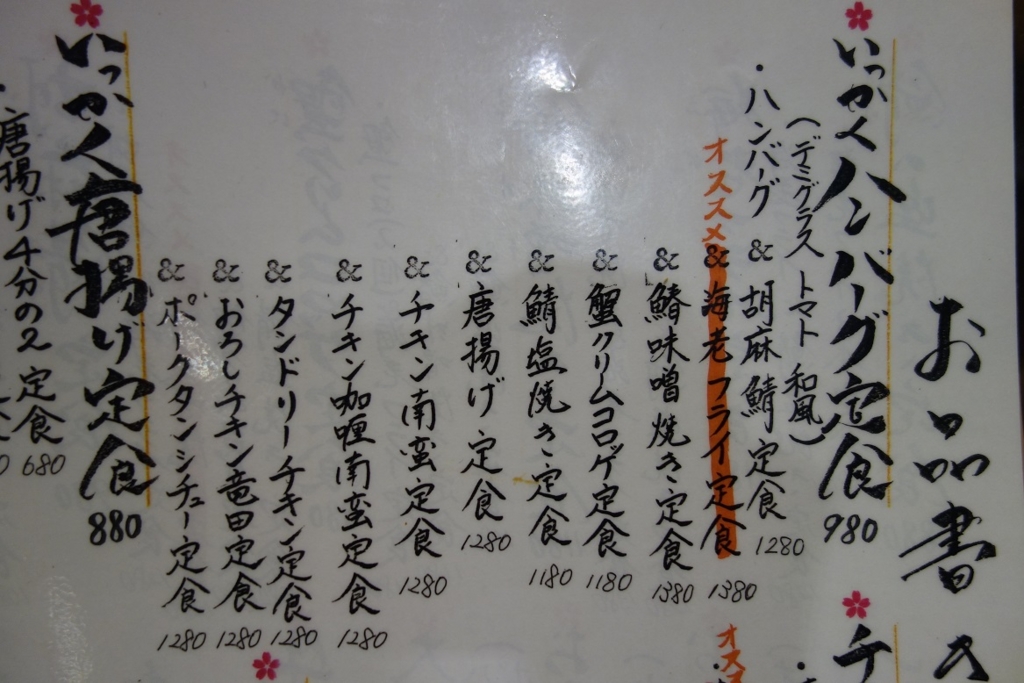 お品書き
いっかくハンバーグ定食 980
(デミグラス トマト 和風)
・ハンバーグ & 胡麻鯖定食 1280
オススメ & 海老フライ定食 1380
& 鰆味噌焼き定食 1380
& 蟹クリームコロッケ定食 1180
& 鯖塩焼き定食 1180
& 唐揚げ定食 1280
& チキン南蛮定食 1280
& チキン咖喱南蛮定食 1280
& タンドリーチキン定食 1280
& おろしチキン竜田定食 1280
& ポークタンシチュー定食 1280
いっかく唐揚げ定食 880
・唐揚げ4分の2定食 680
チ
オスス